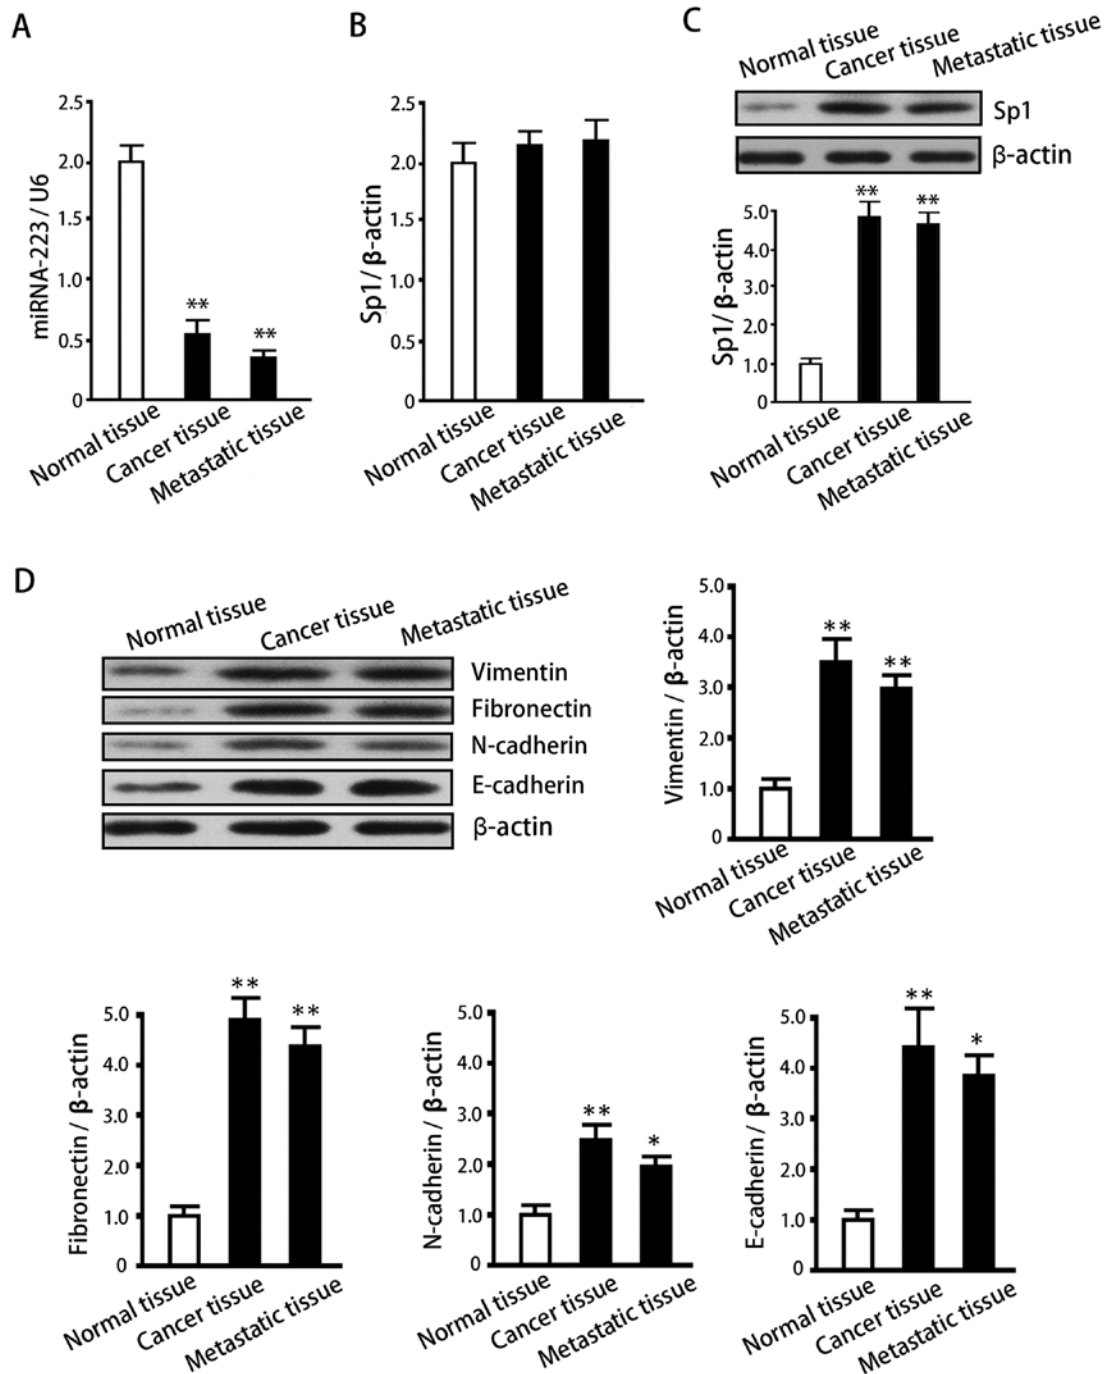 A
miRNA-223 / U6
2.5
2.0
1.5
1.0
0.5
0
**
**
Normal tissue
Cancer tissue
Metastatic tissue
B
Sp1 / β-actin
2.5
2.0
1.5
1.0
0.5
0
Normal tissue
Cancer tissue
Metastatic tissue
C
Normal tissue
Cancer tissue
Metastatic tissue
Sp1
β-actin
Sp1/ β-actin
5.0
4.0
3.0
2.0
1.0
0
**
**
Normal tissue
Cancer tissue
Metastatic tissue
D
Normal tissue
Cancer tissue
Metastatic tissue
Vimentin
Fibronectin
N-cadherin
E-cadherin
β-actin
Vimentin / β-actin
5.0
4.0
3.0
2.0
1.0
0
**
**
Normal tissue
Cancer tissue
Metastatic tissue
Fibronectin / β-actin
5.0
4.0
3.0
2.0
1.0
0
**
**
Normal tissue
Cancer tissue
Metastatic tissue
N-cadherin / β-actin
5.0
4.0
3.0
2.0
1.0
0
**
*
Normal tissue
Cancer tissue
Metastatic tissue
E-cadherin / β-actin
5.0
4.0
3.0
2.0
1.0
0
**
*
Normal tissue
Cancer tissue
Metastatic tissue